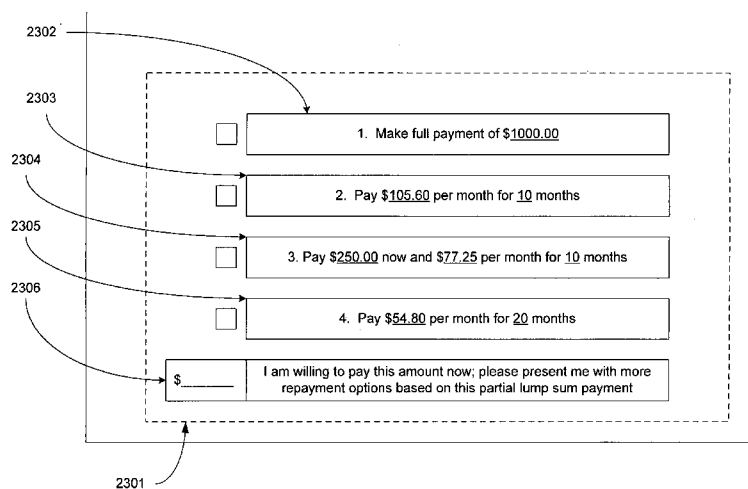 2302
1. Make full payment of $1000.00
2303
2. Pay $105.60 per month for 10 months
2304
3. Pay $250.00 now and $77.25 per month for 10 months
2305
4. Pay $54.80 per month for 20 months
2306
$______ I am willing to pay this amount now; please present me with more
repayment options based on this partial lump sum payment
2301